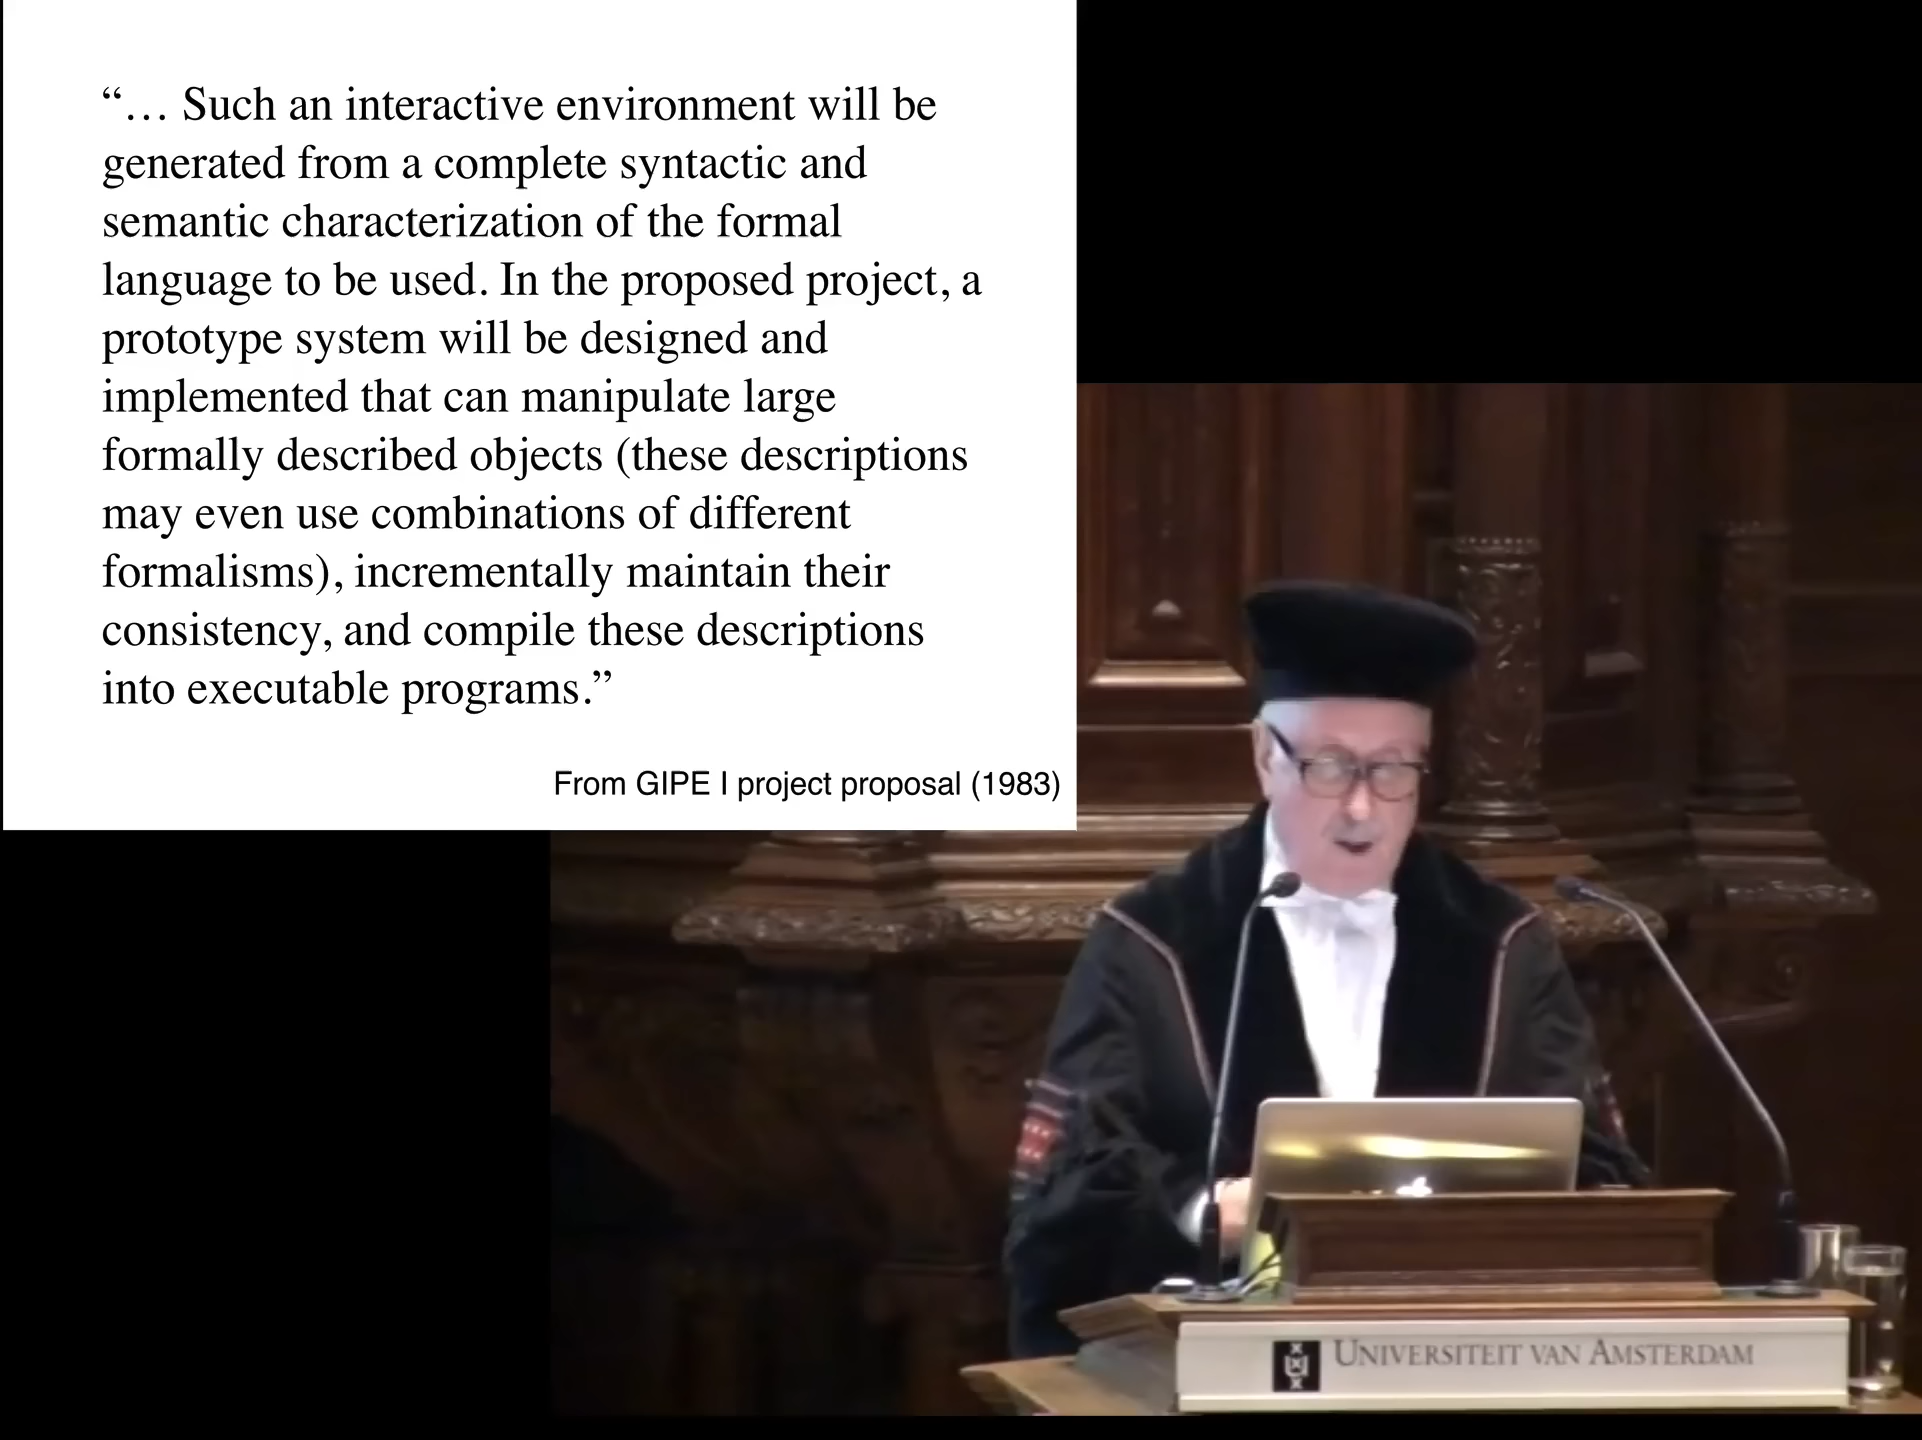 “… Such an interactive environment will be
generated from a complete syntactic and
semantic characterization of the formal
language to be used. In the proposed project, a
prototype system will be designed and
implemented that can manipulate large
formally described objects (these descriptions
may even use combinations of different
formalisms), incrementally maintain their
consistency, and compile these descriptions
into executable programs.”
From GIPE I project proposal (1983)
UNIVERSITEIT VAN AMSTERDAM